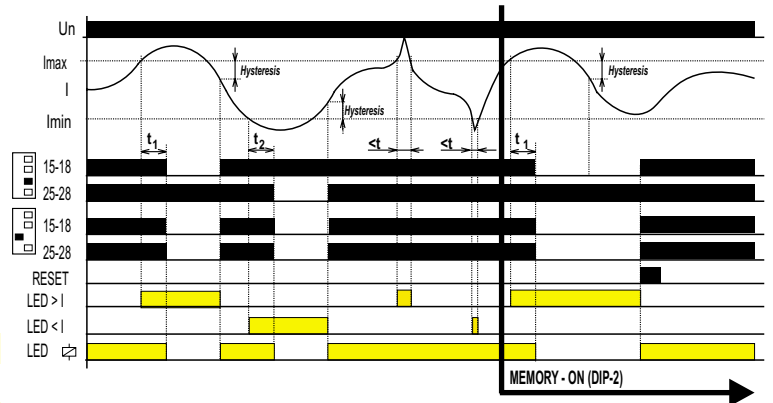 Un
Imax
Hysteresis
Hysteresis
I
Hysteresis
Imin
t1
t2
<t
<t
t1
15-18
25-28
15-18
25-28
RESET
LED > I
LED < I
LED
MEMORY - ON (DIP-2)